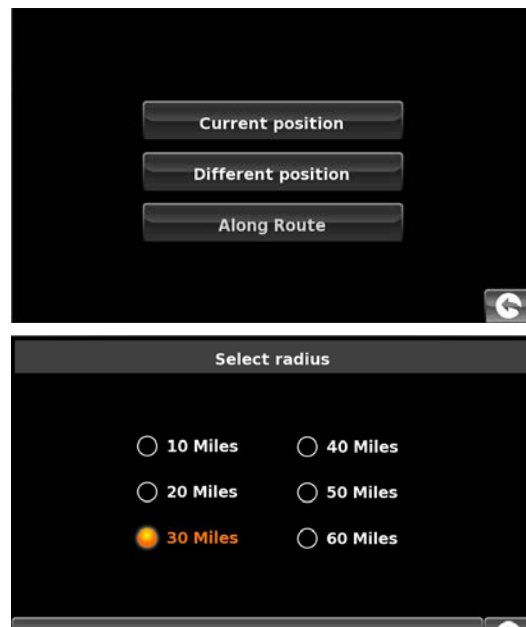 Current position
Different position
Along Route
Select radius
10 Miles
40 Miles
20 Miles
50 Miles
30 Miles
60 Miles